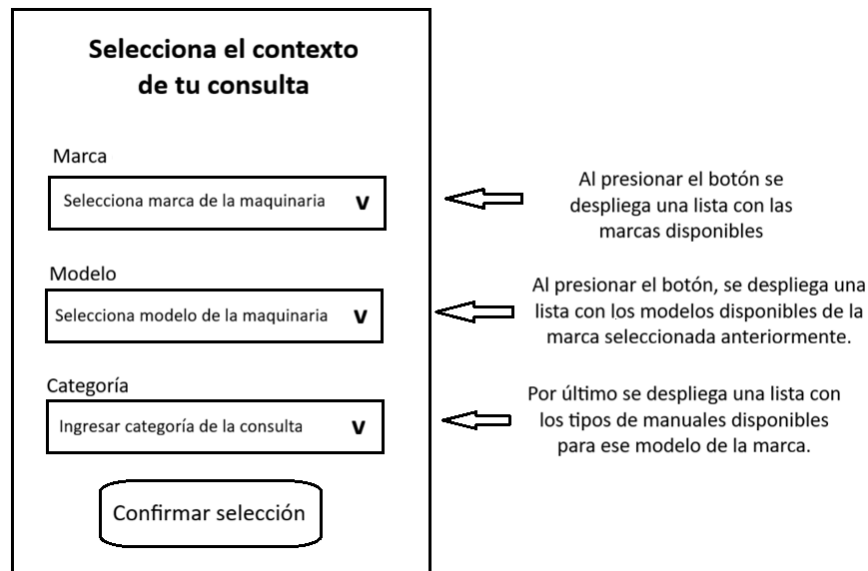 Selecciona el contexto
de tu consulta
Marca
Selecciona marca de la maquinaria v
Al presionar el botón se
despliega una lista con las
marcas disponibles
Modelo
Selecciona modelo de la maquinaria v
Al presionar el botón, se despliega una
lista con los modelos disponibles de la
marca seleccionada anteriormente.
Categoría
Ingresar categoría de la consulta v
Por último se despliega una lista con
los tipos de manuales disponibles
para ese modelo de la marca.
Confirmar selección